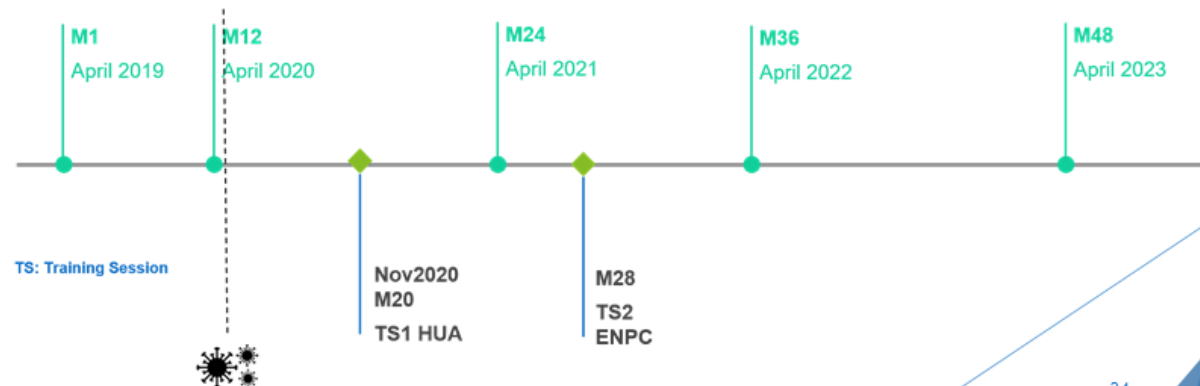 M1
April 2019
M12
April 2020
M24
April 2021
M36
April 2022
M48
April 2023
TS: Training Session
Nov2020
M20
TS1 HUA
M28
TS2
ENPC